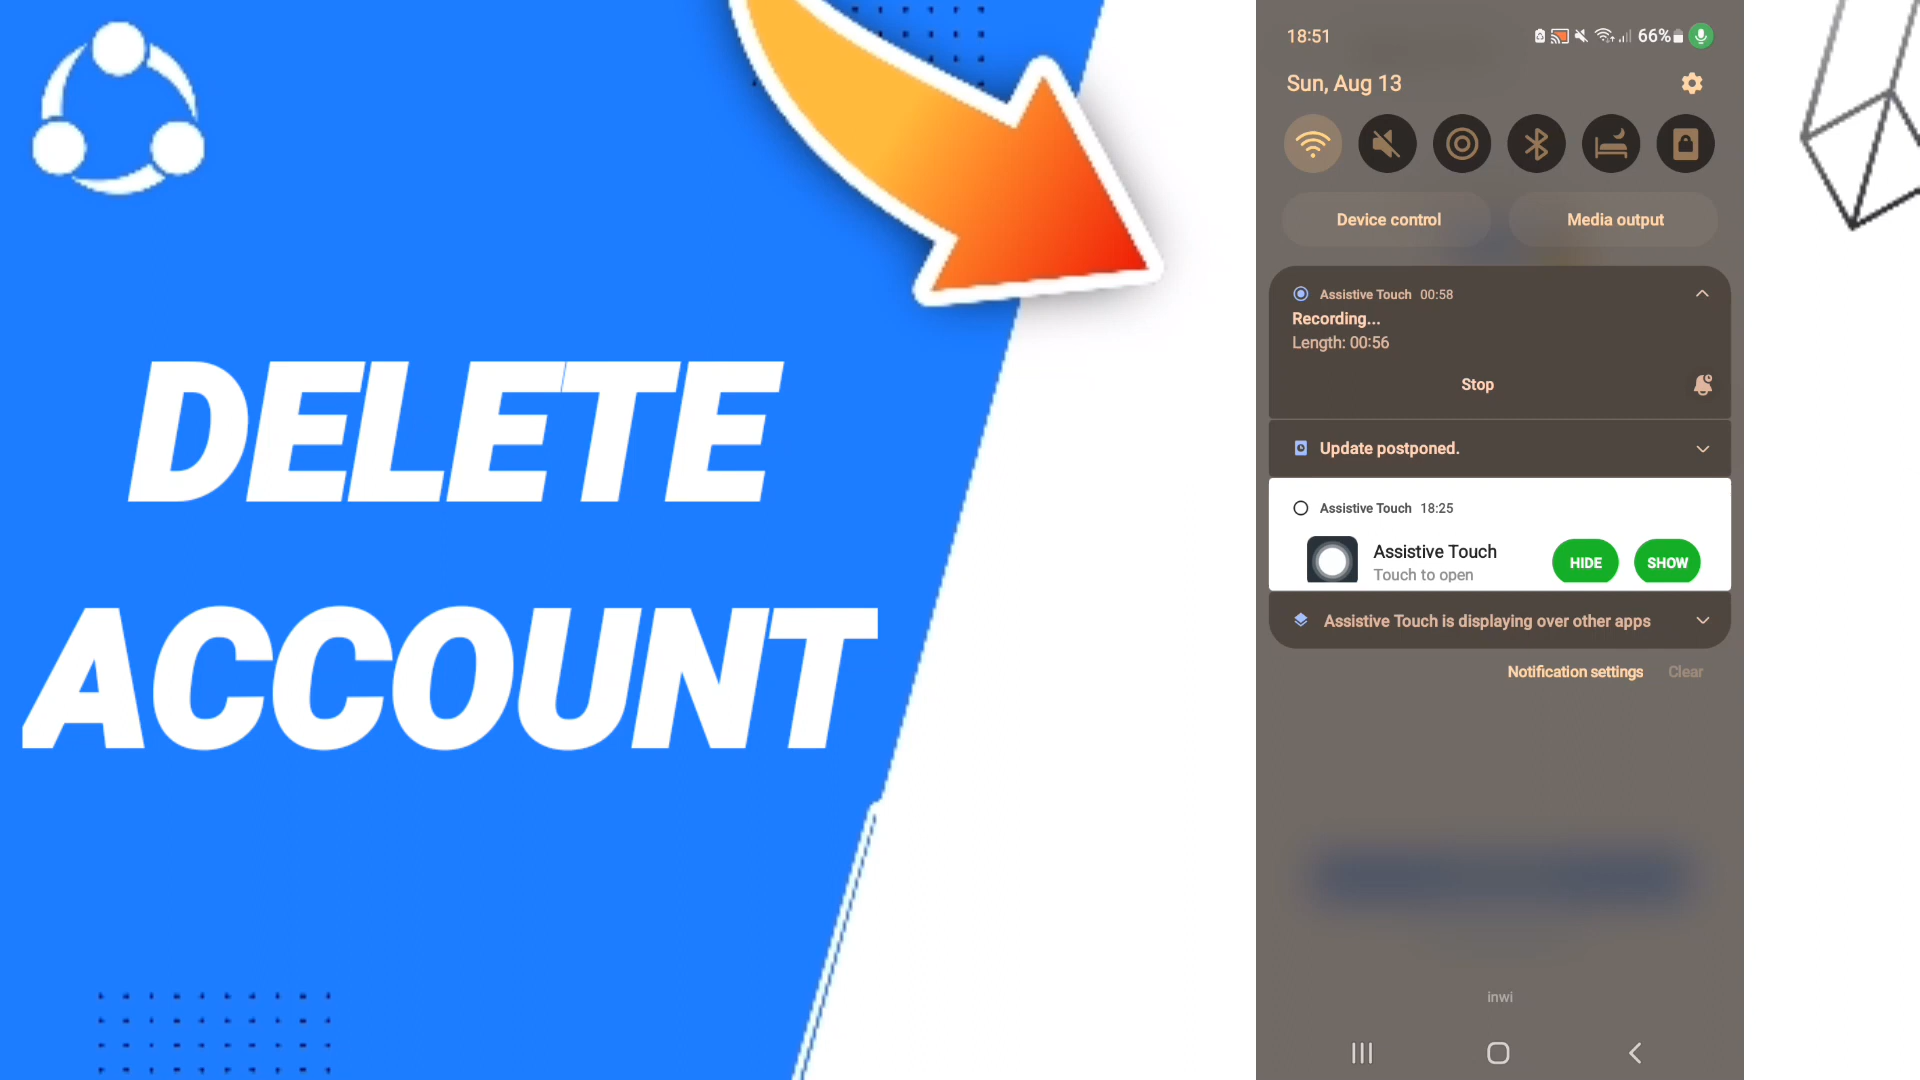 DELETE
ACCOUNT
18:51
66%
Sun, Aug 13
Device control
Media output
Assistive Touch 00:58
Recording...
Length: 00:56
Stop
Update postponed.
Assistive Touch 18:25
Assistive Touch
Touch to open
HIDE
SHOW
Assistive Touch is displaying over other apps
Notification settings
Clear
inwi